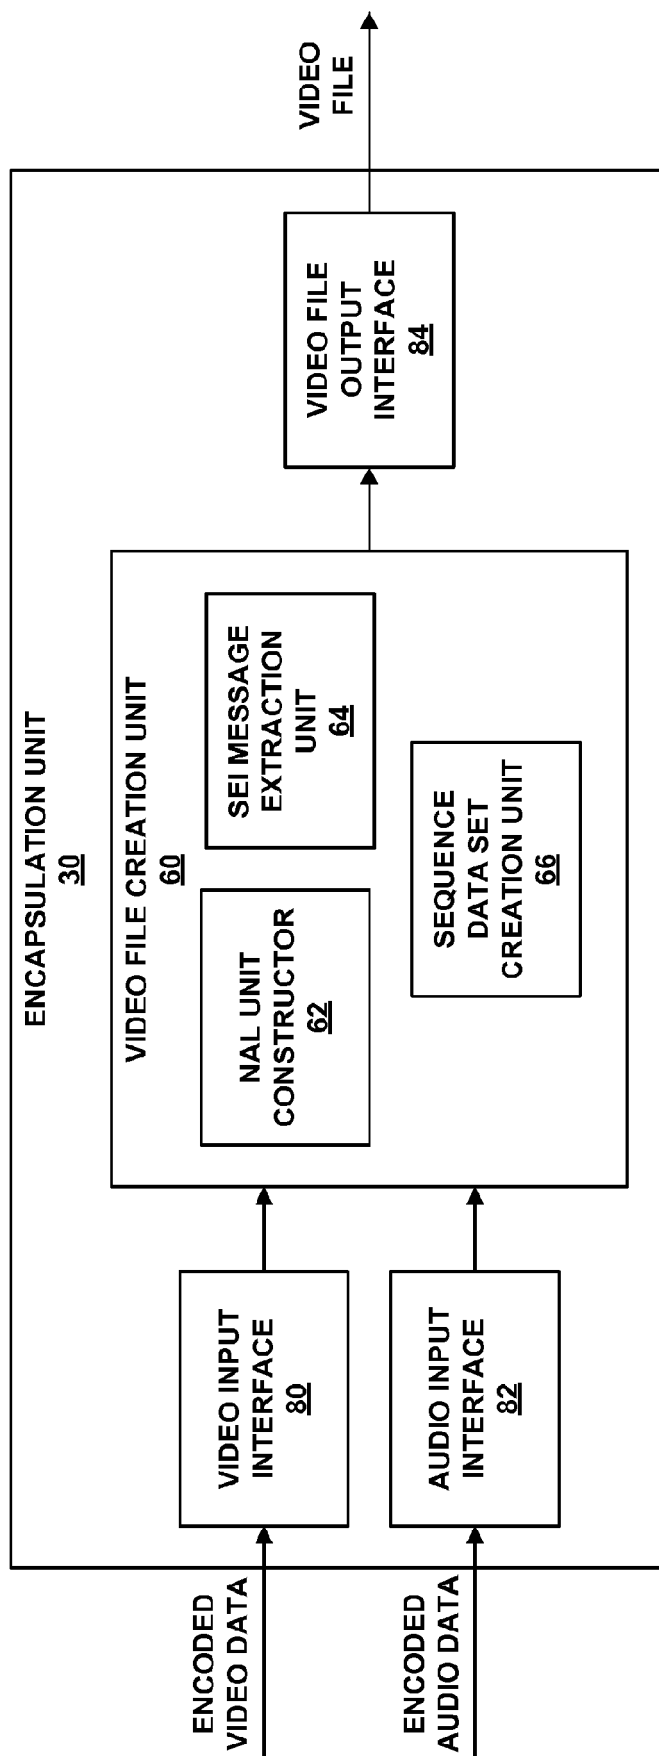 ENCAPSULATION UNIT
30
ENCODED
VIDEO DATA
ENCODED
AUDIO DATA
VIDEO INPUT
INTERFACE
80
AUDIO INPUT
INTERFACE
82
VIDEO FILE CREATION UNIT
60
NAL UNIT
CONSTRUCTOR
62
SEI MESSAGE
EXTRACTION
UNIT
64
SEQUENCE
DATA SET
CREATION UNIT
66
VIDEO FILE
OUTPUT
INTERFACE
84
VIDEO
FILE